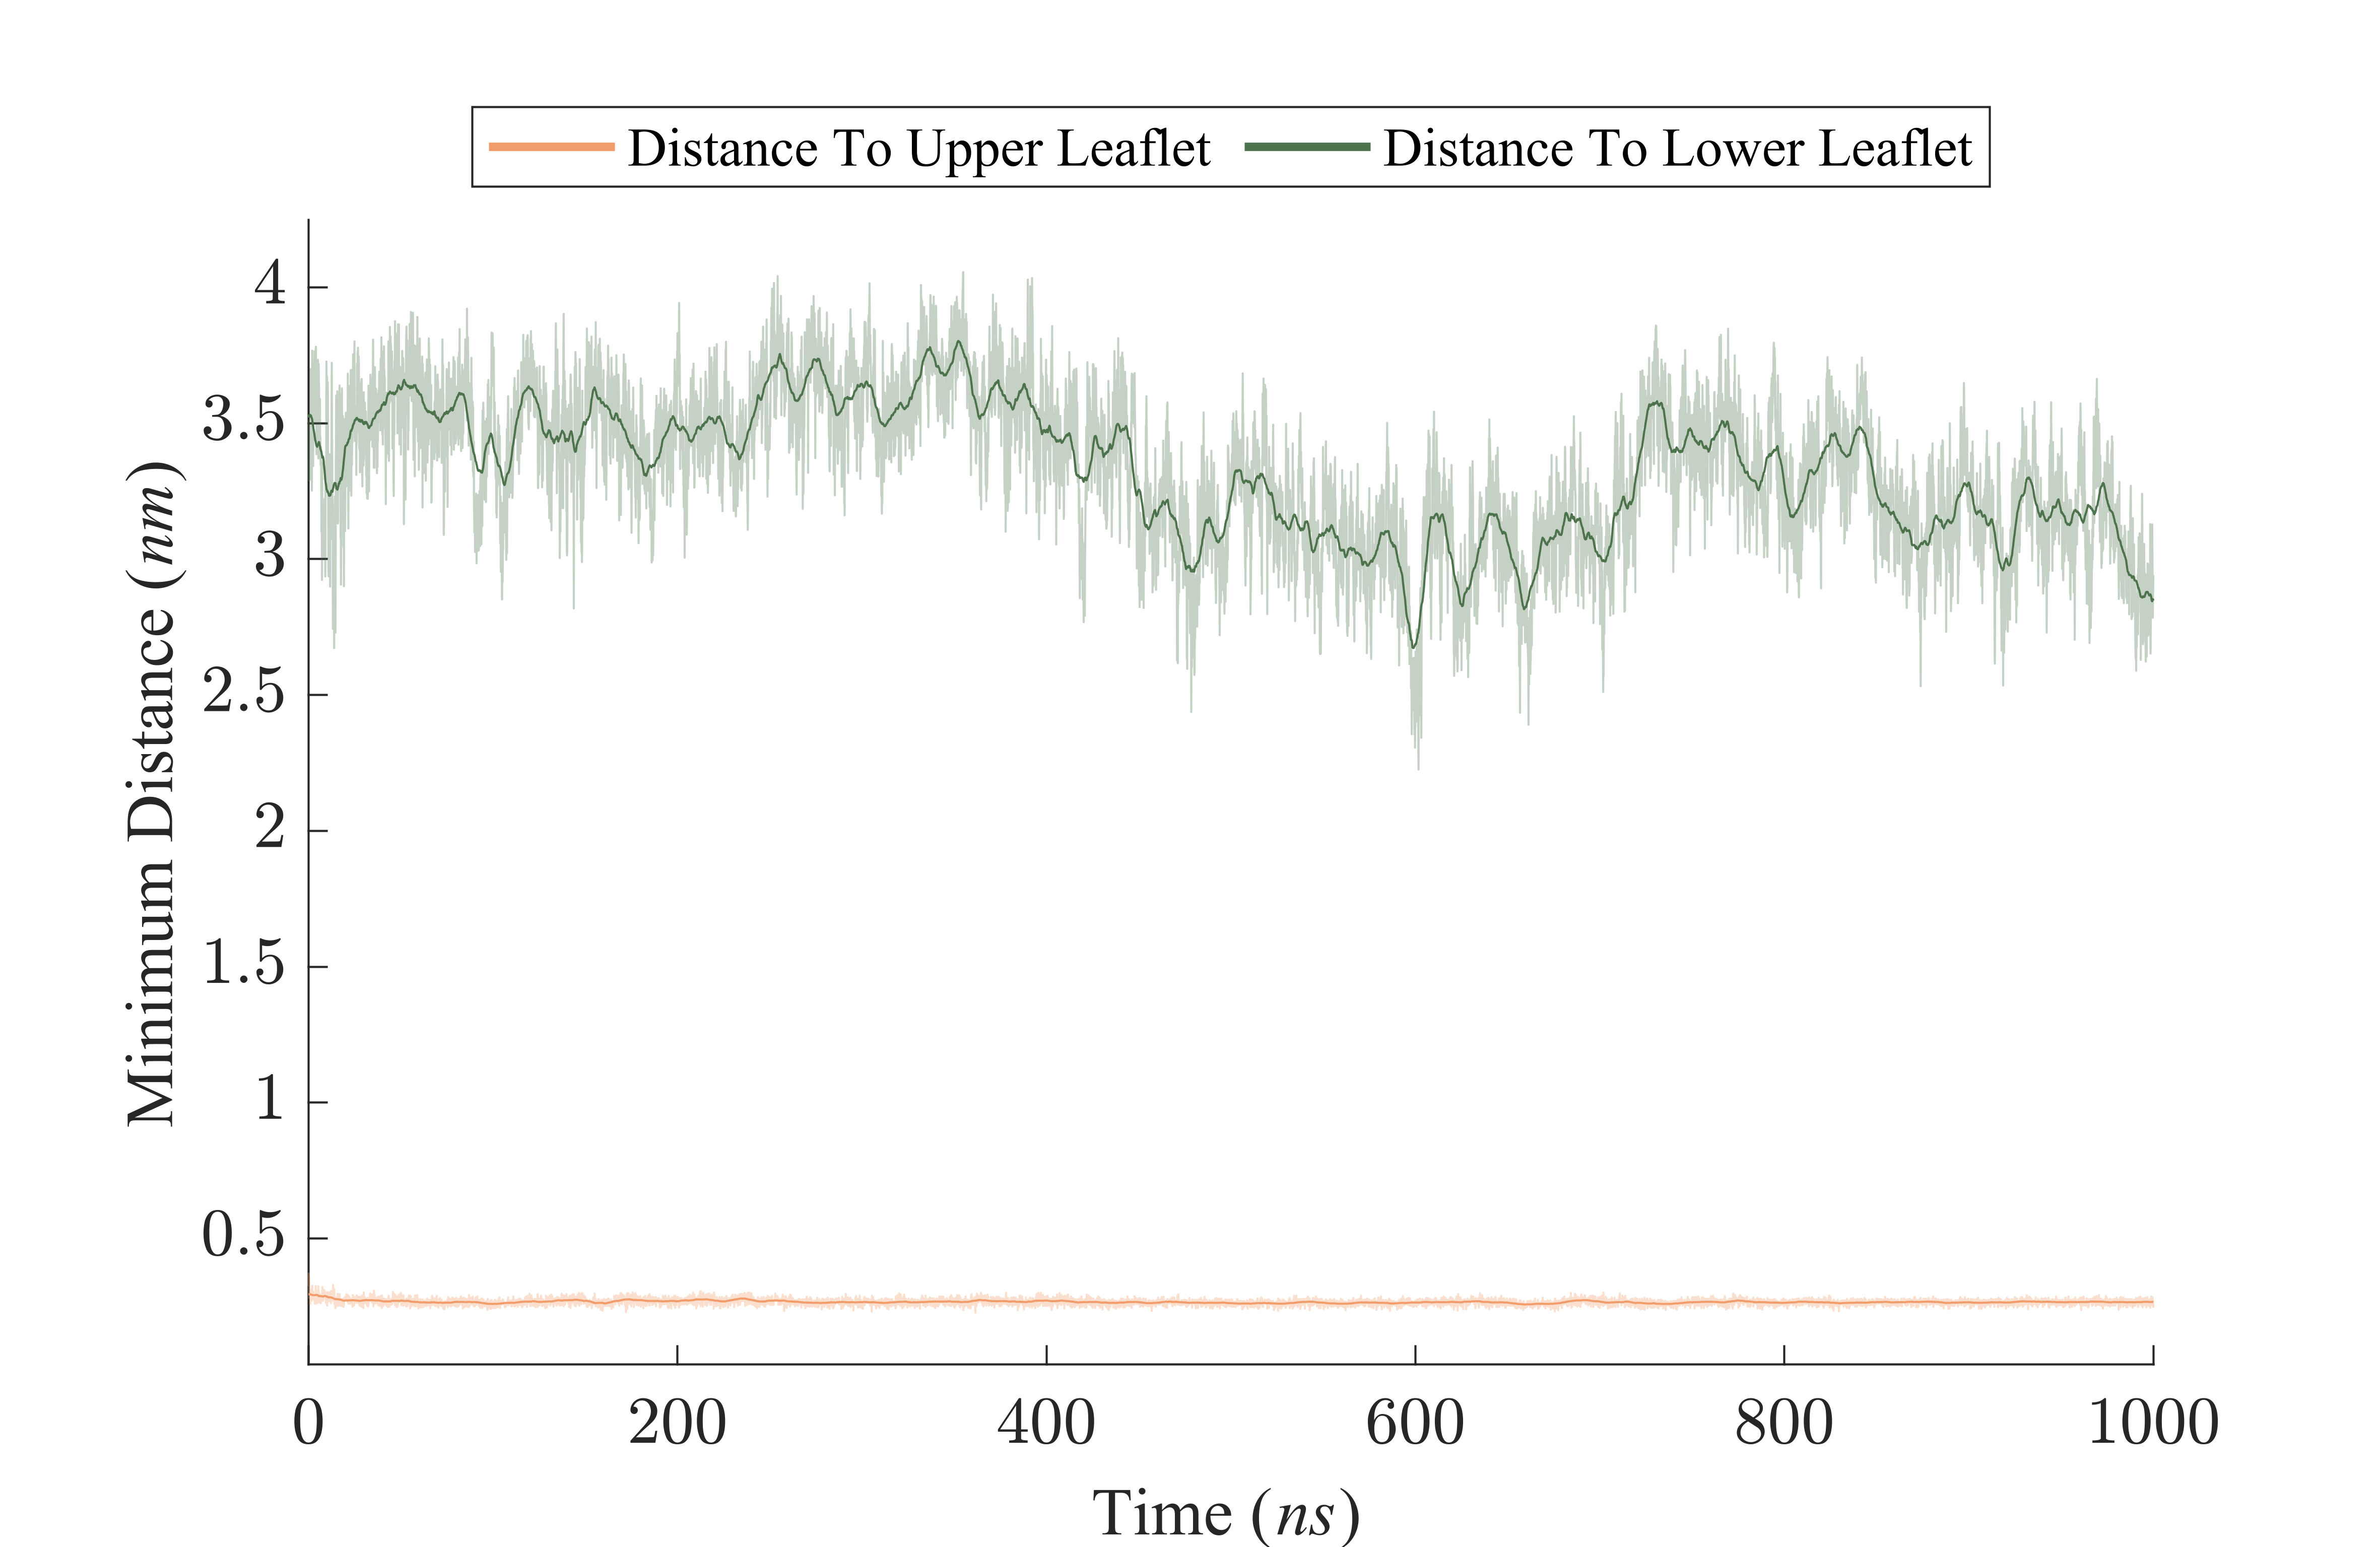 Distance To Upper Leaflet Distance To Lower Leaflet
4
3.5
3
2.5
2
1.5
1
0.5
Minimum Distance (nm)
0 200 400 600 800 1000
Time (ns)